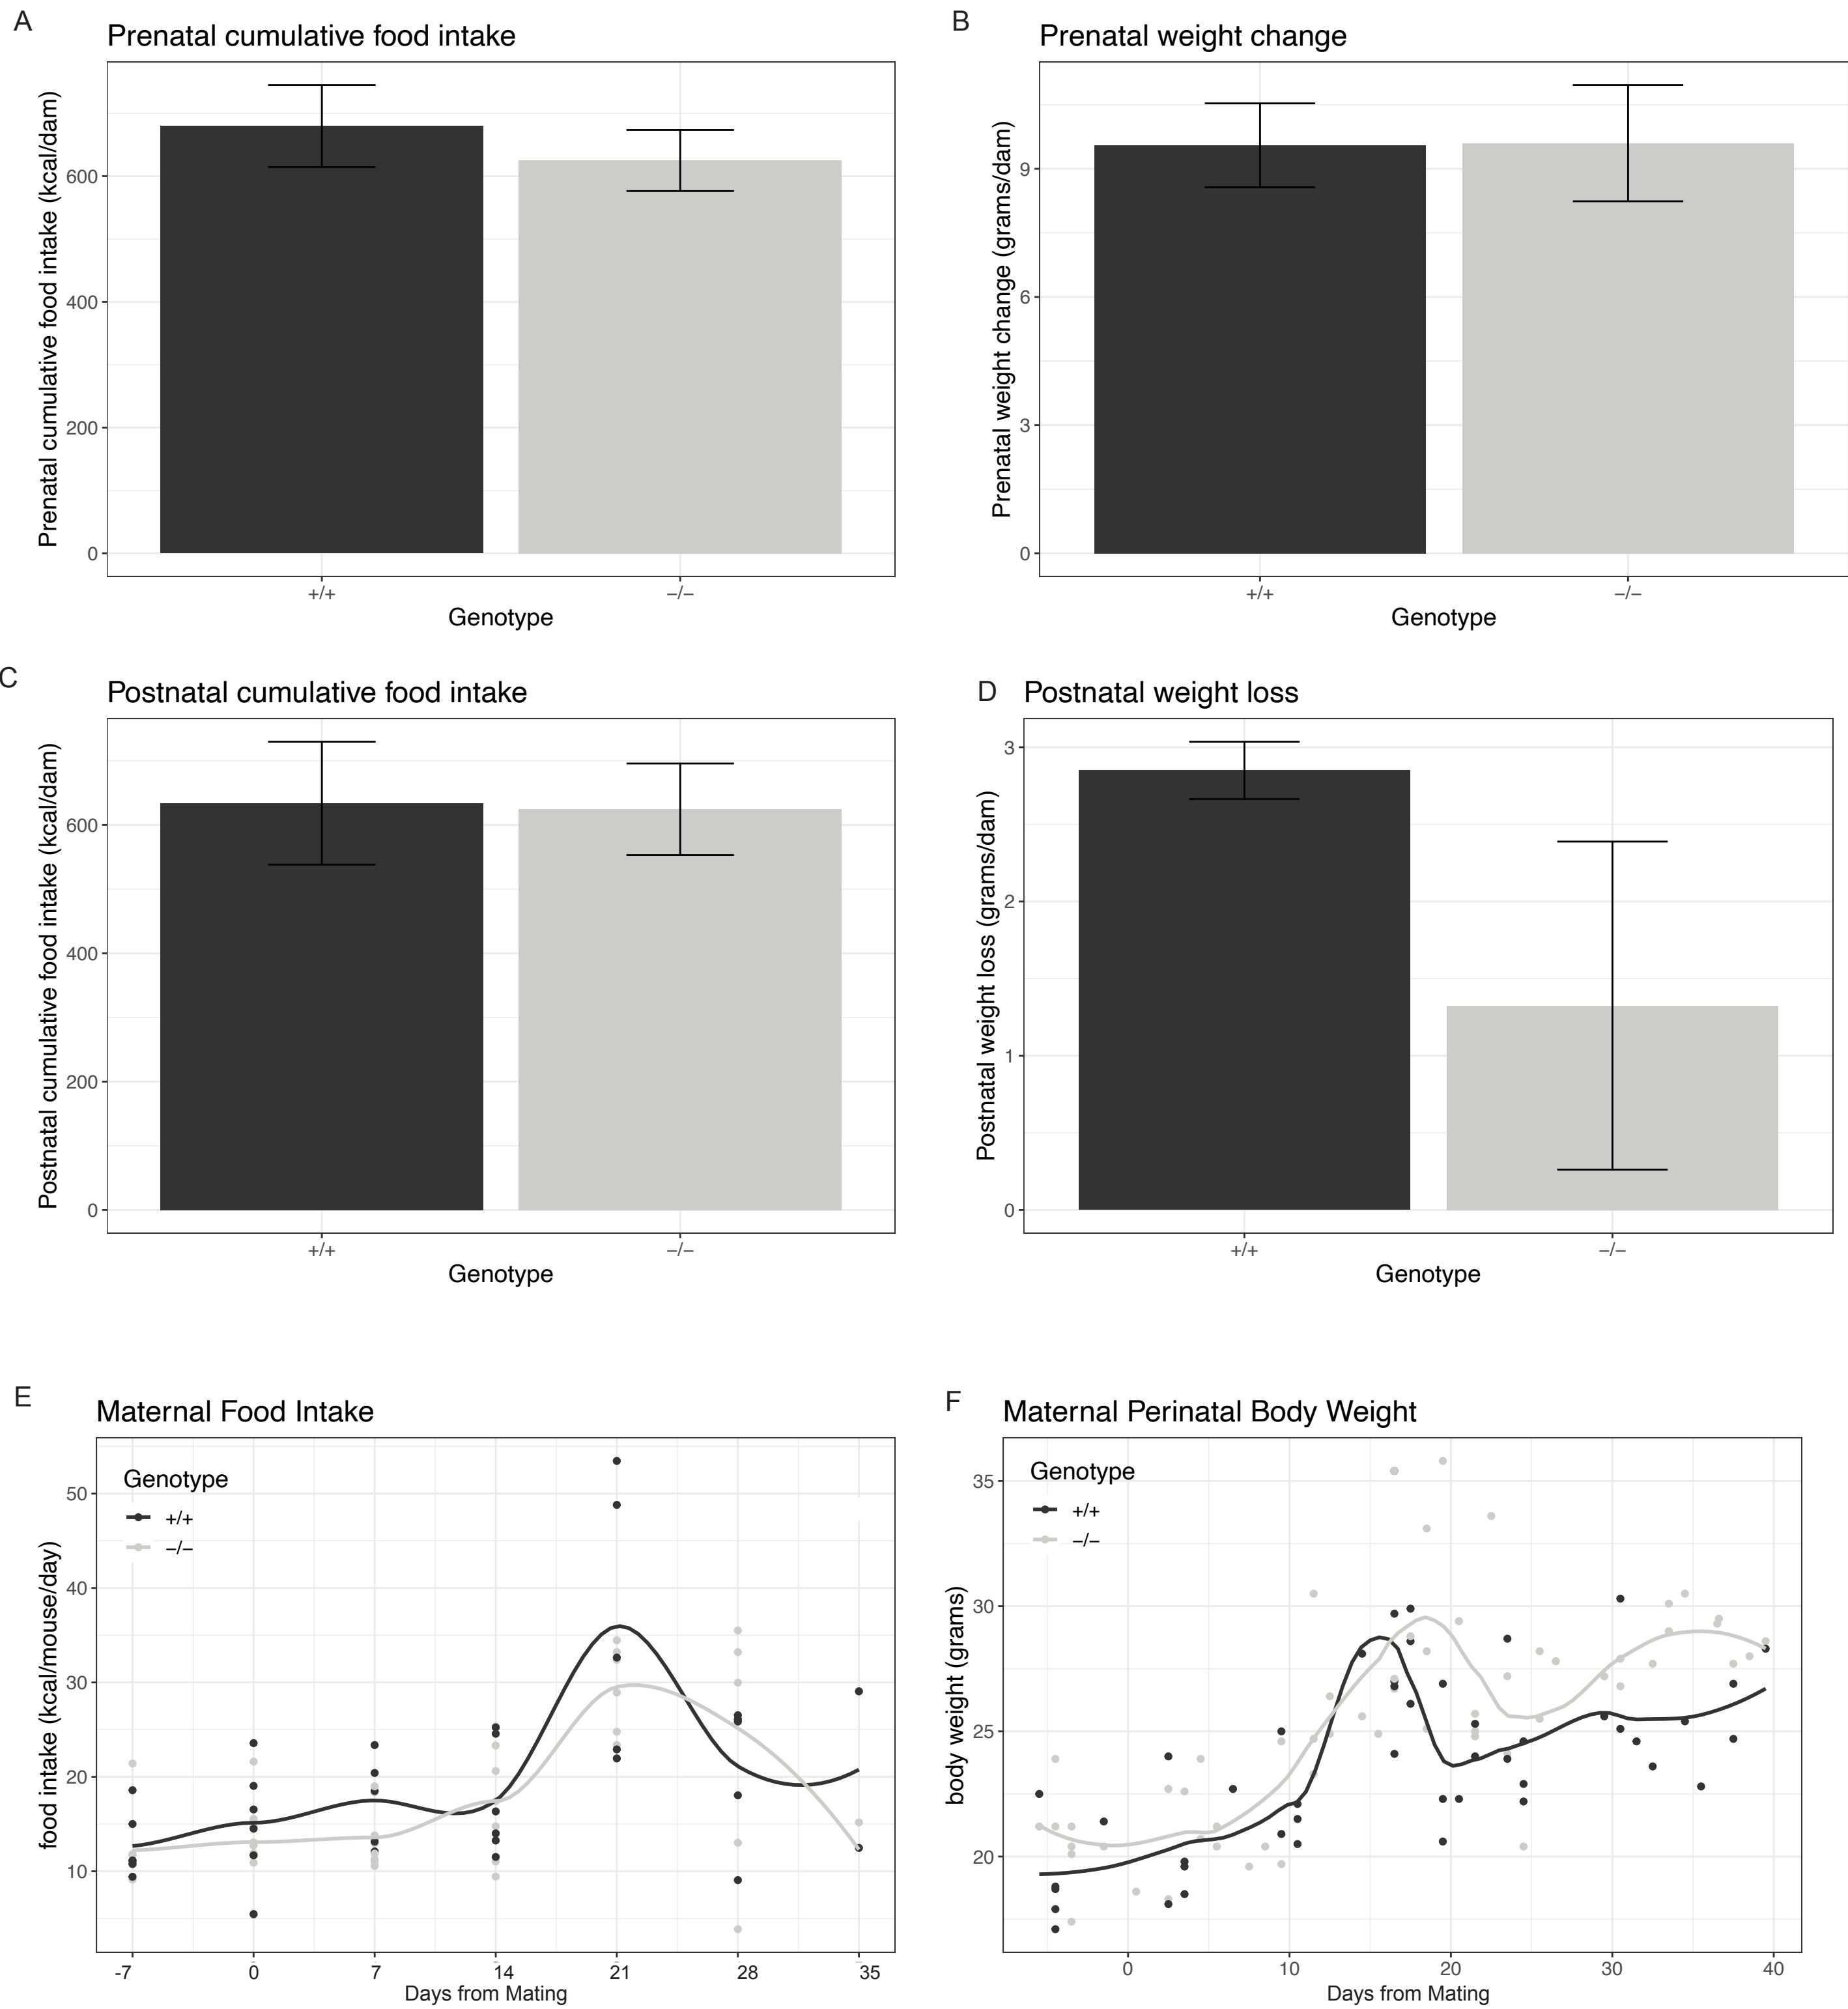 A
Prenatal cumulative food intake
Prenatal cumulative food intake (kcal/dam)
600
400
200
0
+/+
−/−
Genotype
B
Prenatal weight change
Prenatal weight change (grams/dam)
9
6
3
0
+/+
−/−
Genotype
C
Postnatal cumulative food intake
Postnatal cumulative food intake (kcal/dam)
600
400
200
0
+/+
−/−
Genotype
D
Postnatal weight loss
Postnatal weight loss (grams/dam)
3
2
1
0
+/+
−/−
Genotype
E
Maternal Food Intake
food intake (kcal/mouse/day)
Genotype
+/+
−/−
50
40
30
20
10
-7 0 7 14 21 28 35
Days from Mating
F
Maternal Perinatal Body Weight
body weight (grams)
Genotype
+/+
−/−
35
30
25
20
0 10 20 30 40
Days from Mating